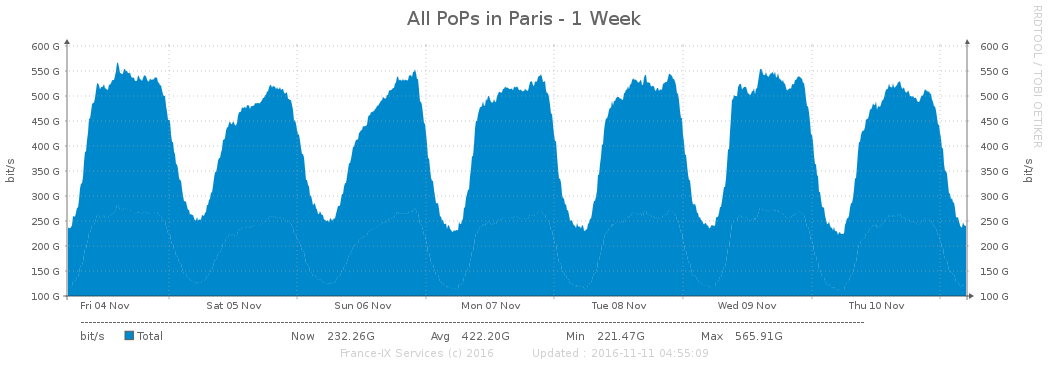 All PoPs in Paris - 1 Week
RRDTOOL / TOBI OETIKER
bit/s
600 G
550 G
500 G
450 G
400 G
350 G
300 G
250 G
200 G
150 G
100 G
600 G
550 G
500 G
450 G
400 G
350 G
300 G
250 G
200 G
150 G
100 G
bit/s
Fri 04 Nov Sat 05 Nov Sun 06 Nov Mon 07 Nov Tue 08 Nov Wed 09 Nov Thu 10 Nov
bit/s Total Now 232.26G Avg 422.20G Min 221.47G Max 565.91G
France-IX Services (c) 2016 Updated : 2016-11-11 04:55:09